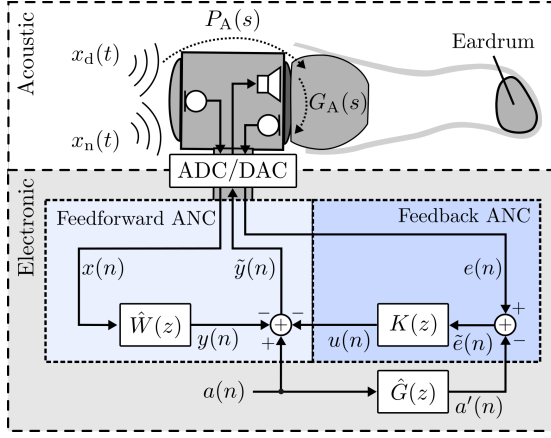 Acoustic
P_A(s)
x_d(t)
Eardrum
G_A(s)
x_n(t)
ADC/DAC
Electronic
Feedforward ANC
Feedback ANC
x(n)
ỹ(n)
e(n)
− −
+
+
Ŵ(z)
+
K(z)
+
y(n)
+
u(n)
ẽ(n)
−
a(n)
Ĝ(z)
a′(n)